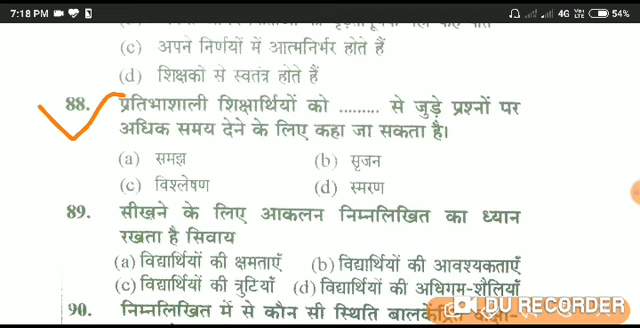 7:18 PM 4G VoLTE 54%
(c) अपने निर्णयों में आत्मनिर्भर होते हैं
(d) शिक्षकों से स्वतंत्र होते हैं
88. प्रतिभाशाली शिक्षार्थियों को ......... से जुड़े प्रश्नों पर
अधिक समय देने के लिए कहा जा सकता है।
(a) समझ (b) सृजन
(c) विश्लेषण (d) स्मरण
89. सीखने के लिए आकलन निम्नलिखित का ध्यान
रखता है सिवाय
(a) विद्यार्थियों की क्षमताएँ (b) विद्यार्थियों की आवश्यकताएँ
(c) विद्यार्थियों की त्रुटियाँ (d) विद्यार्थियों की अधिगम-शैलियाँ
90. निम्नलिखित में से कौन सी स्थिति बालकेंद्रित
DU RECORDER